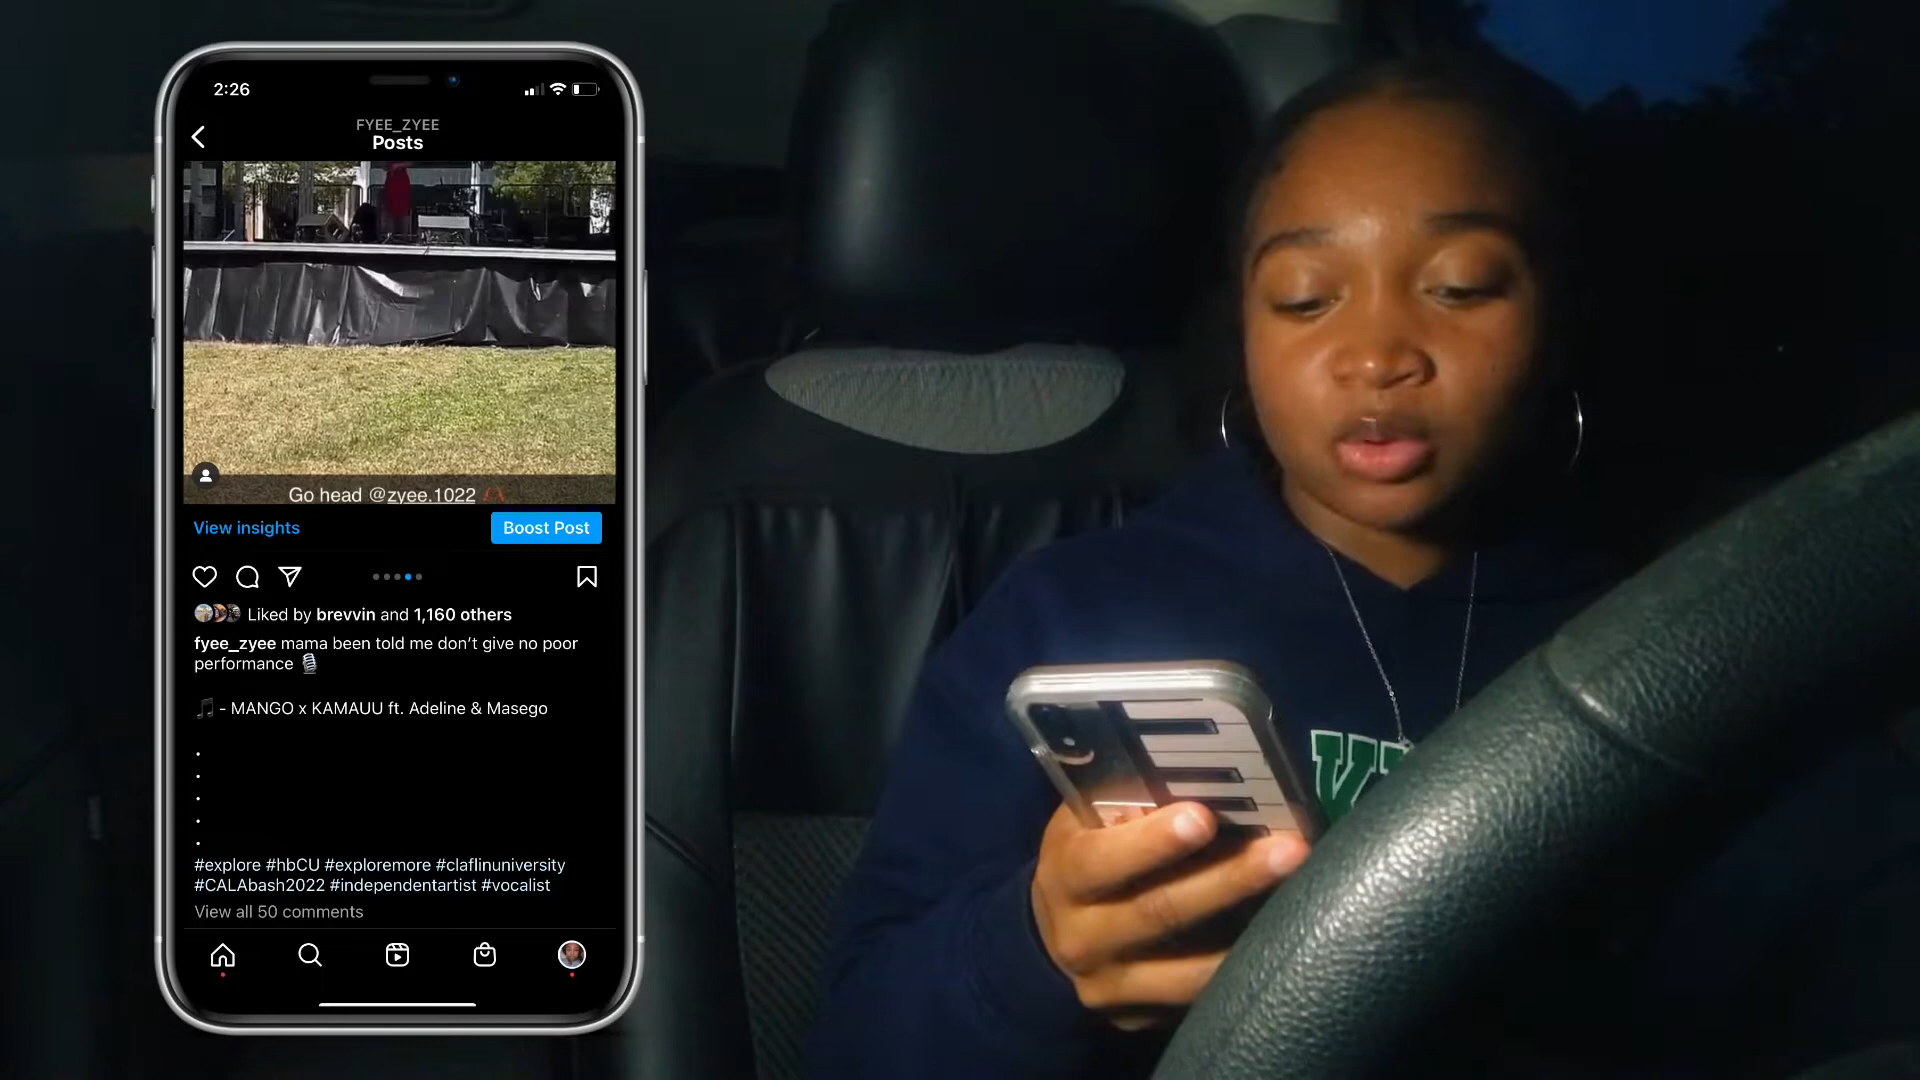 2:26
FYEE_ZYEE
Posts
Go head @zyee.1022
View insights
Boost Post
Liked by brevvin and 1,160 others
fyee_zyee mama been told me don't give no poor
performance 🎙️
🎵 - MANGO x KAMAUU ft. Adeline & Masego
.
.
.
.
.
#explore #hbCU #exploremore #claflinuniversity
#CALAbash2022 #independentartist #vocalist
View all 50 comments